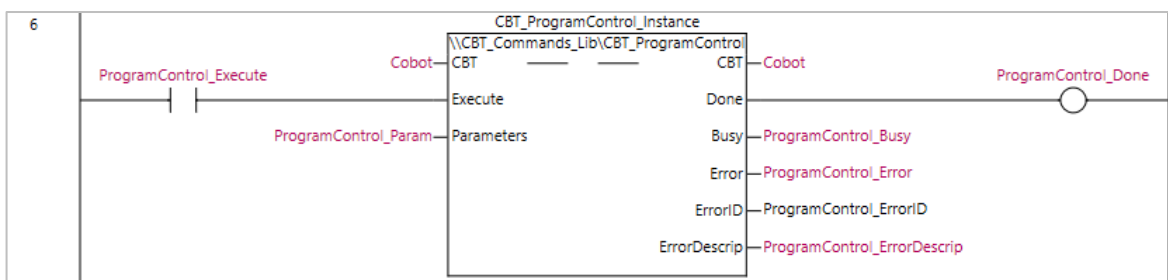 6
CBT_ProgramControl_Instance
\\CBT_Commands_Lib\CBT_ProgramControl
Cobot CBT CBT Cobot
ProgramControl_Execute ProgramControl_Done
Execute Done
ProgramControl_Param Parameters Busy ProgramControl_Busy
Error ProgramControl_Error
ErrorID ProgramControl_ErrorID
ErrorDescrip ProgramControl_ErrorDescrip